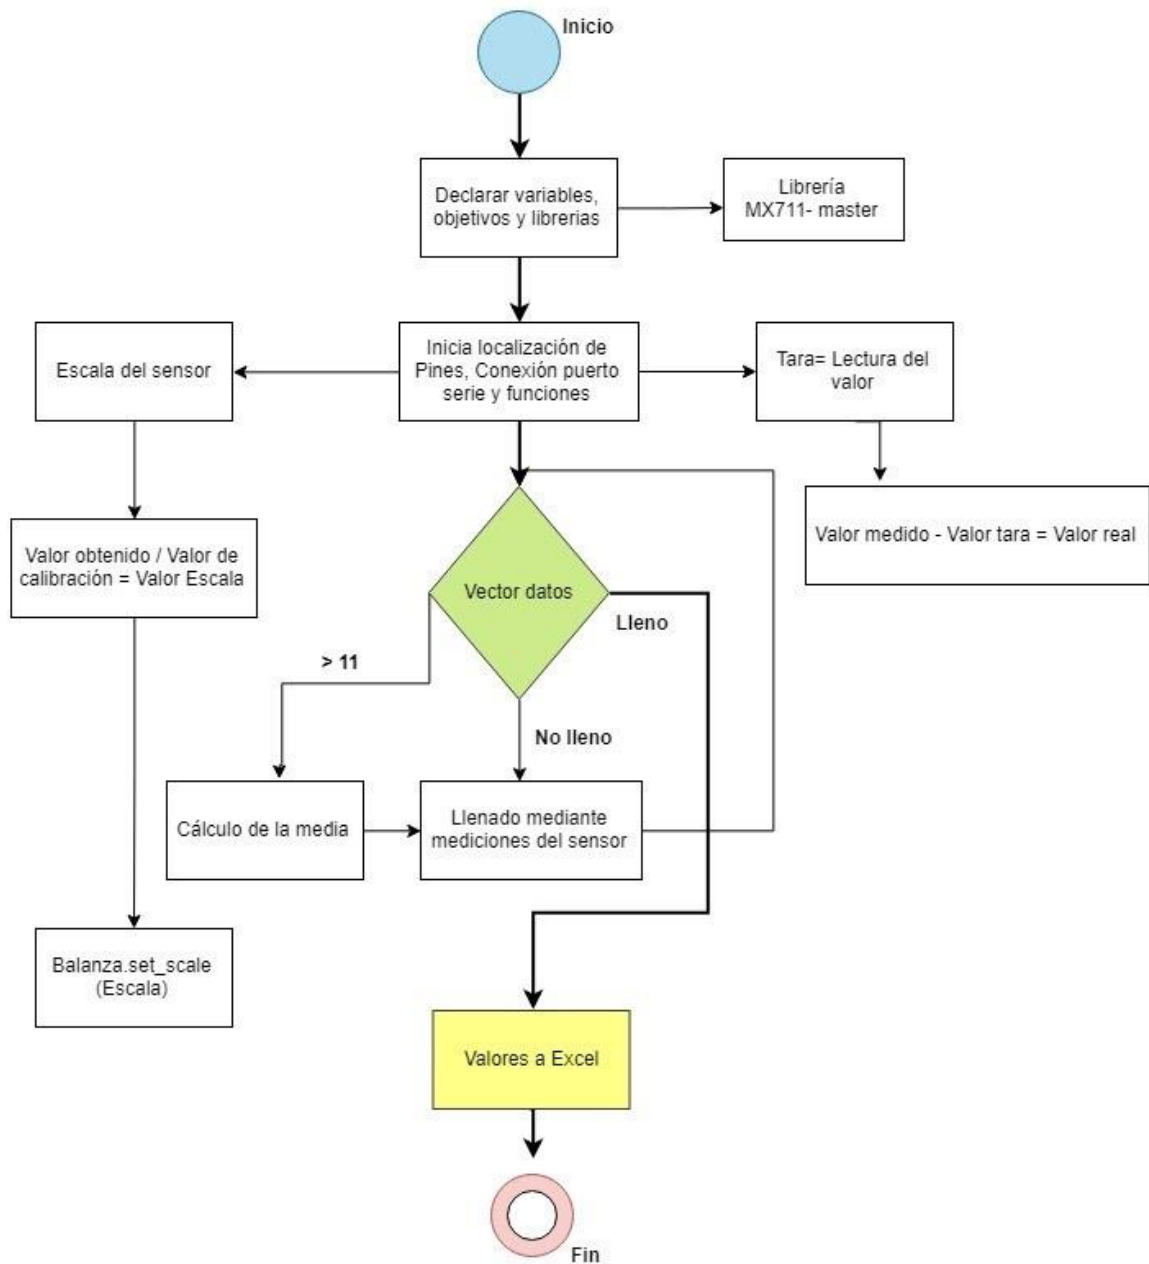 Inicio
Declarar variables,
objetivos y librerias
Librería
MX711- master
Escala del sensor
Inicia localización de
Pines, Conexión puerto
serie y funciones
Tara= Lectura del
valor
Valor obtenido / Valor de
calibración = Valor Escala
Vector datos
Valor medido - Valor tara = Valor real
Lleno
> 11
No lleno
Cálculo de la media
Llenado mediante
mediciones del sensor
Balanza.set_scale
(Escala)
Valores a Excel
Fin